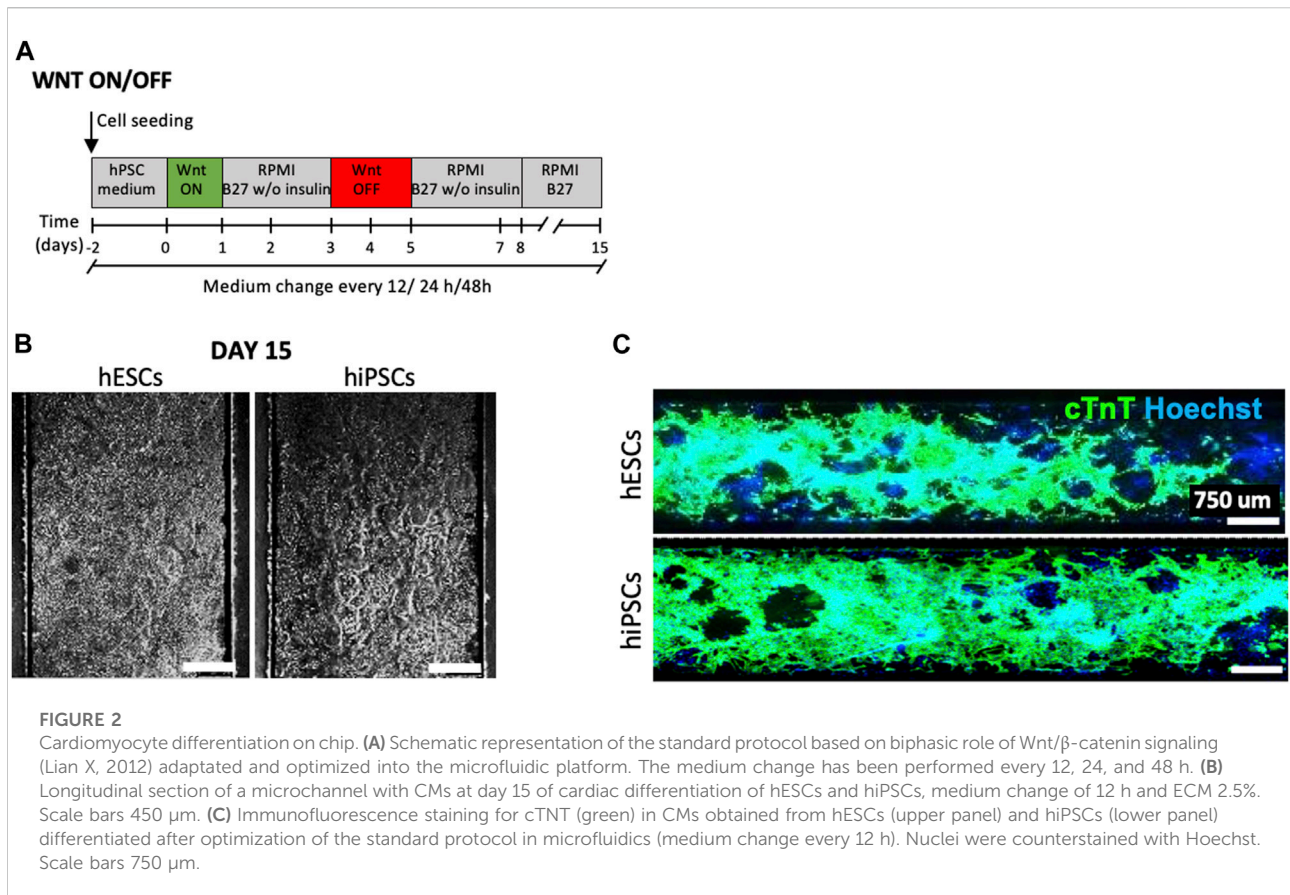 A
WNT ON/OFF
Cell seeding
hPSC medium
Wnt ON
RPMI B27 w/o insulin
Wnt OFF
RPMI B27 w/o insulin
RPMI B27
Time (days)
-2 0 1 2 3 4 5 7 8 15
Medium change every 12/ 24 h/48h
B
DAY 15
hESCs hiPSCs
C
cTnT Hoechst
hESCs
750 um
hiPSCs
FIGURE 2
Cardiomyocyte differentiation on chip. (A) Schematic representation of the standard protocol based on biphasic role of Wnt/β-catenin signaling
(Lian X, 2012) adaptated and optimized into the microfluidic platform. The medium change has been performed every 12, 24, and 48 h. (B)
Longitudinal section of a microchannel with CMs at day 15 of cardiac differentiation of hESCs and hiPSCs, medium change of 12 h and ECM 2.5%.
Scale bars 450 μm. (C) Immunofluorescence staining for cTNT (green) in CMs obtained from hESCs (upper panel) and hiPSCs (lower panel)
differentiated after optimization of the standard protocol in microfluidics (medium change every 12 h). Nuclei were counterstained with Hoechst.
Scale bars 750 μm.